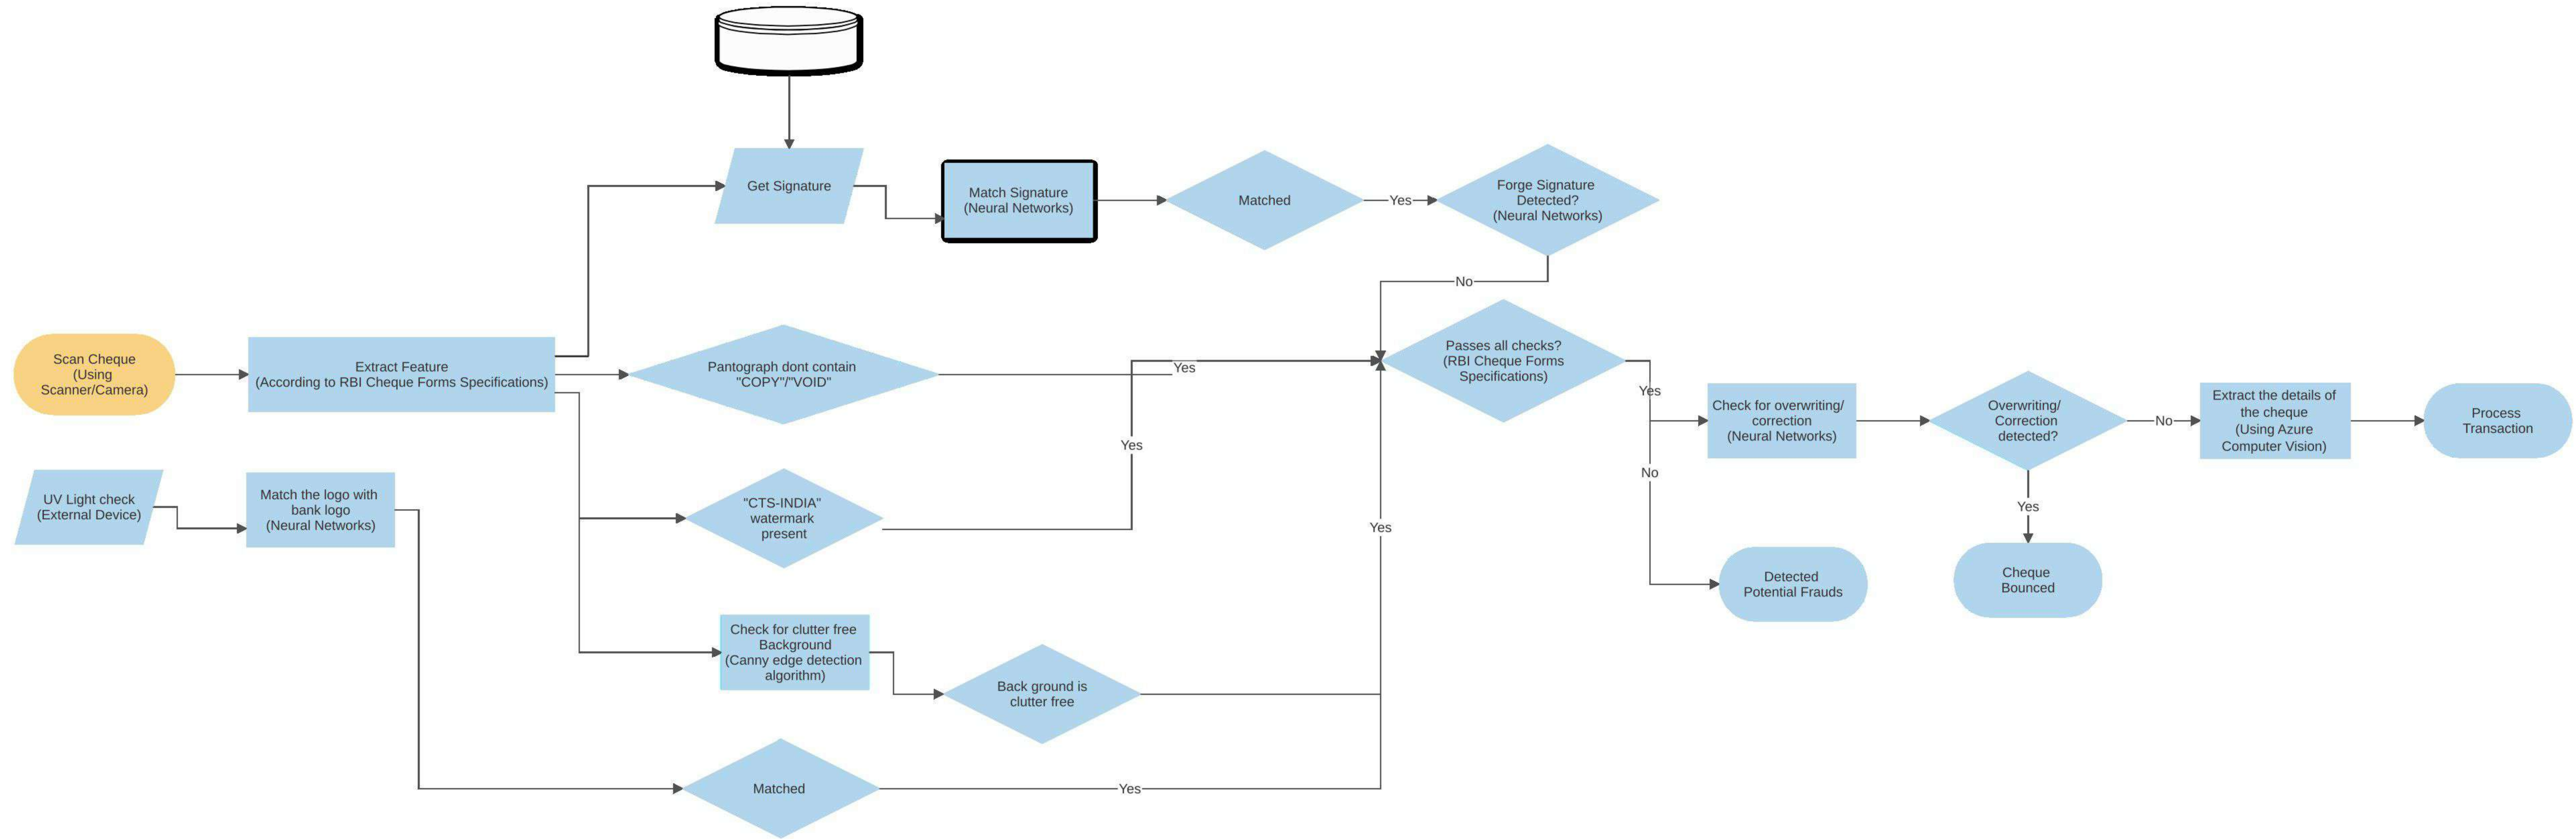 Get Signature
Match Signature
(Neural Networks)
Matched
Yes
Forge Signature
Detected?
(Neural Networks)
No
Scan Cheque
(Using
Scanner/Camera)
Extract Feature
(According to RBI Cheque Forms Specifications)
Pantograph dont contain
"COPY"/"VOID"
Yes
Passes all checks?
(RBI Cheque Forms
Specifications)
Yes
Check for overwriting/
correction
(Neural Networks)
Overwriting/
Correction
detected?
No
Extract the details of
the cheque
(Using Azure
Computer Vision)
Process
Transaction
Yes
No
UV Light check
(External Device)
Match the logo with
bank logo
(Neural Networks)
"CTS-INDIA"
watermark
present
Yes
Yes
Detected
Potential Frauds
Cheque
Bounced
Check for clutter free
Background
(Canny edge detection
algorithm)
Back ground is
clutter free
Matched
Yes